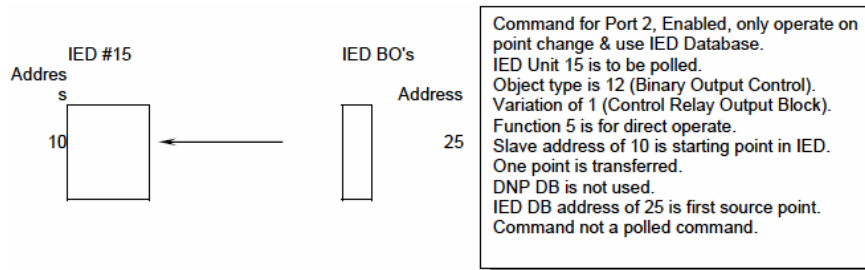 IED #15
IED BO's
Addres
s
Address
10
25
Command for Port 2, Enabled, only operate on
point change & use IED Database.
IED Unit 15 is to be polled.
Object type is 12 (Binary Output Control).
Variation of 1 (Control Relay Output Block).
Function 5 is for direct operate.
Slave address of 10 is starting point in IED.
One point is transferred.
DNP DB is not used.
IED DB address of 25 is first source point.
Command not a polled command.